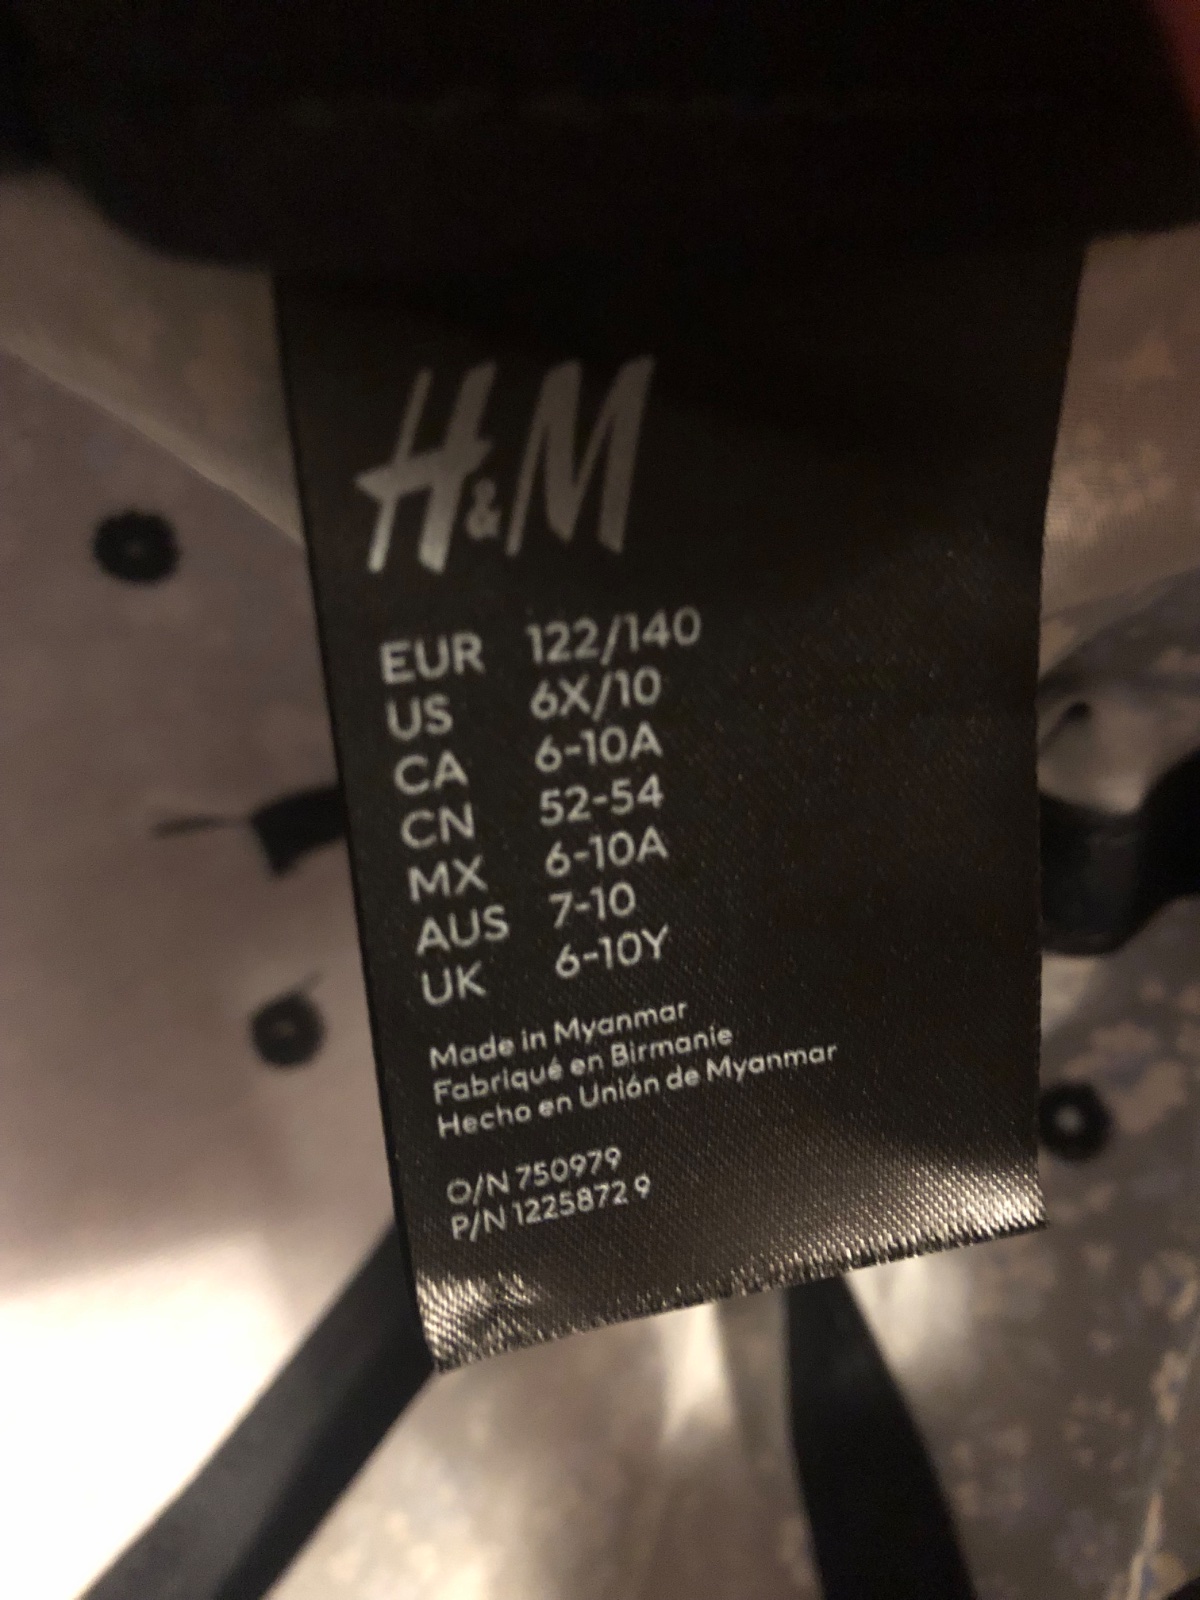 H&M
EUR 122/140
US 6X/10
CA 6-10A
CN 52-54
MX 6-10A
AUS 7-10
UK 6-10Y
Made in Myanmar
Fabriqué en Birmanie
Hecho en Unión de Myanmar
O/N 750979
P/N 1225872 9